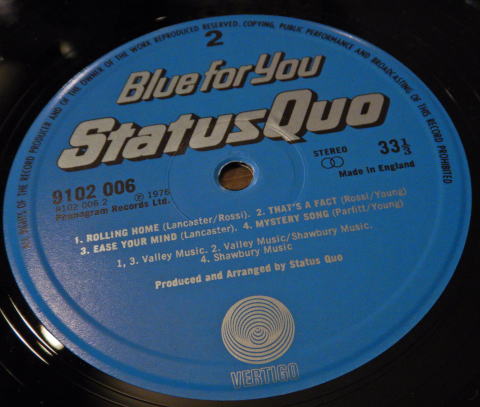 ALL RIGHTS OF THE RECORD PRODUCER AND OF THE OWNER OF THE WORK REPRODUCED RESERVED. COPYING, PUBLIC PERFORMANCE AND BROADCASTING OF THIS RECORD PROHIBITED
2
Blue for You
Status Quo
9102 006
9102 006 2
℗ 1976
Phonogram Records Ltd.
STEREO
33⅓
Made in England
1. ROLLING HOME (Lancaster/Rossi). 2. THAT'S A FACT (Rossi/Young)
3. EASE YOUR MIND (Lancaster). 4. MYSTERY SONG (Parfitt/Young)
1, 3. Valley Music. 2. Valley Music/Shawbury Music.
4. Shawbury Music
Produced and Arranged by Status Quo
VERTIGO